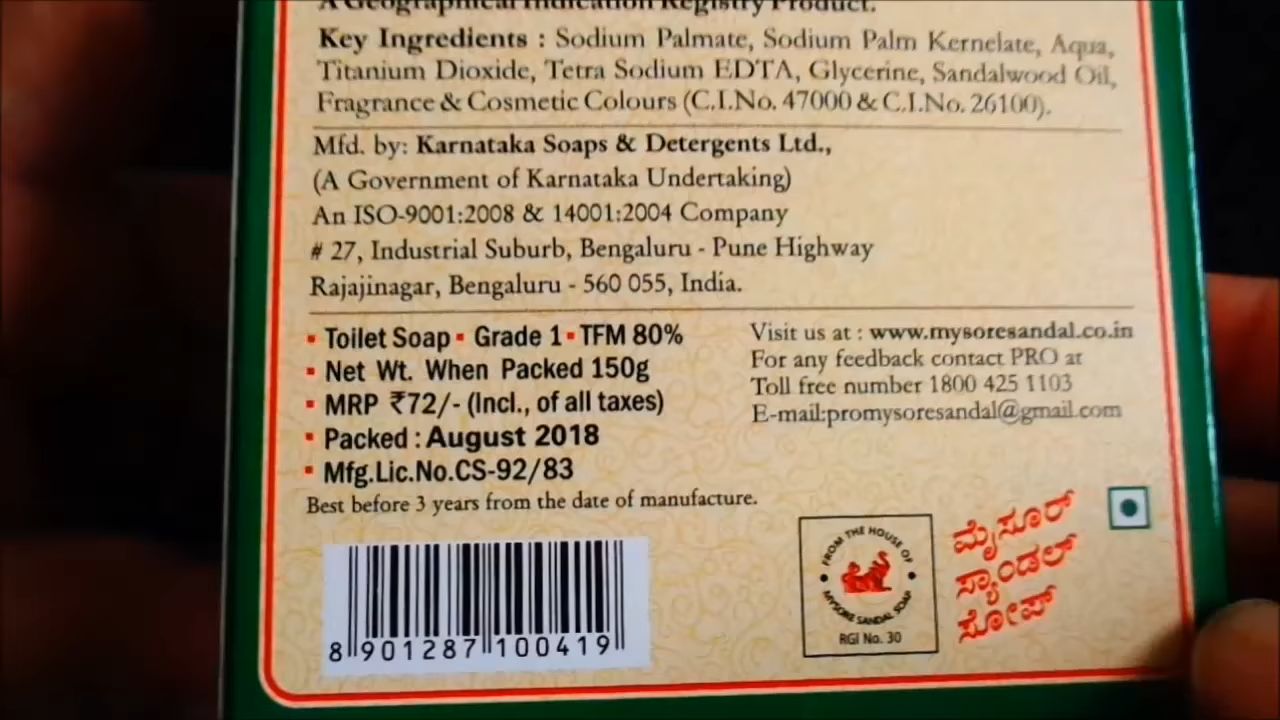 A Geographical Indication Registry Product.
Key Ingredients : Sodium Palmate, Sodium Palm Kernelate, Aqua,
Titanium Dioxide, Tetra Sodium EDTA, Glycerine, Sandalwood Oil,
Fragrance & Cosmetic Colours (C.I.No. 47000 & C.I.No. 26100).
Mfd. by: Karnataka Soaps & Detergents Ltd.,
(A Government of Karnataka Undertaking)
An ISO-9001:2008 & 14001:2004 Company
# 27, Industrial Suburb, Bengaluru - Pune Highway
Rajajinagar, Bengaluru - 560 055, India.
▪ Toilet Soap ▪ Grade 1 ▪ TFM 80%
▪ Net Wt. When Packed 150g
▪ MRP ₹72/- (Incl., of all taxes)
▪ Packed : August 2018
▪ Mfg.Lic.No.CS-92/83
Best before 3 years from the date of manufacture.
Visit us at : www.mysoresandal.co.in
For any feedback contact PRO at
Toll free number 1800 425 1103
E-mail:promysoresandal@gmail.com
8 901287 100419
FROM THE HOUSE OF
MYSORE SANDAL SOAP
RGI No. 30
ಮೈಸೂರ್
ಸ್ಯಾಂಡಲ್
ಸೋಪ್